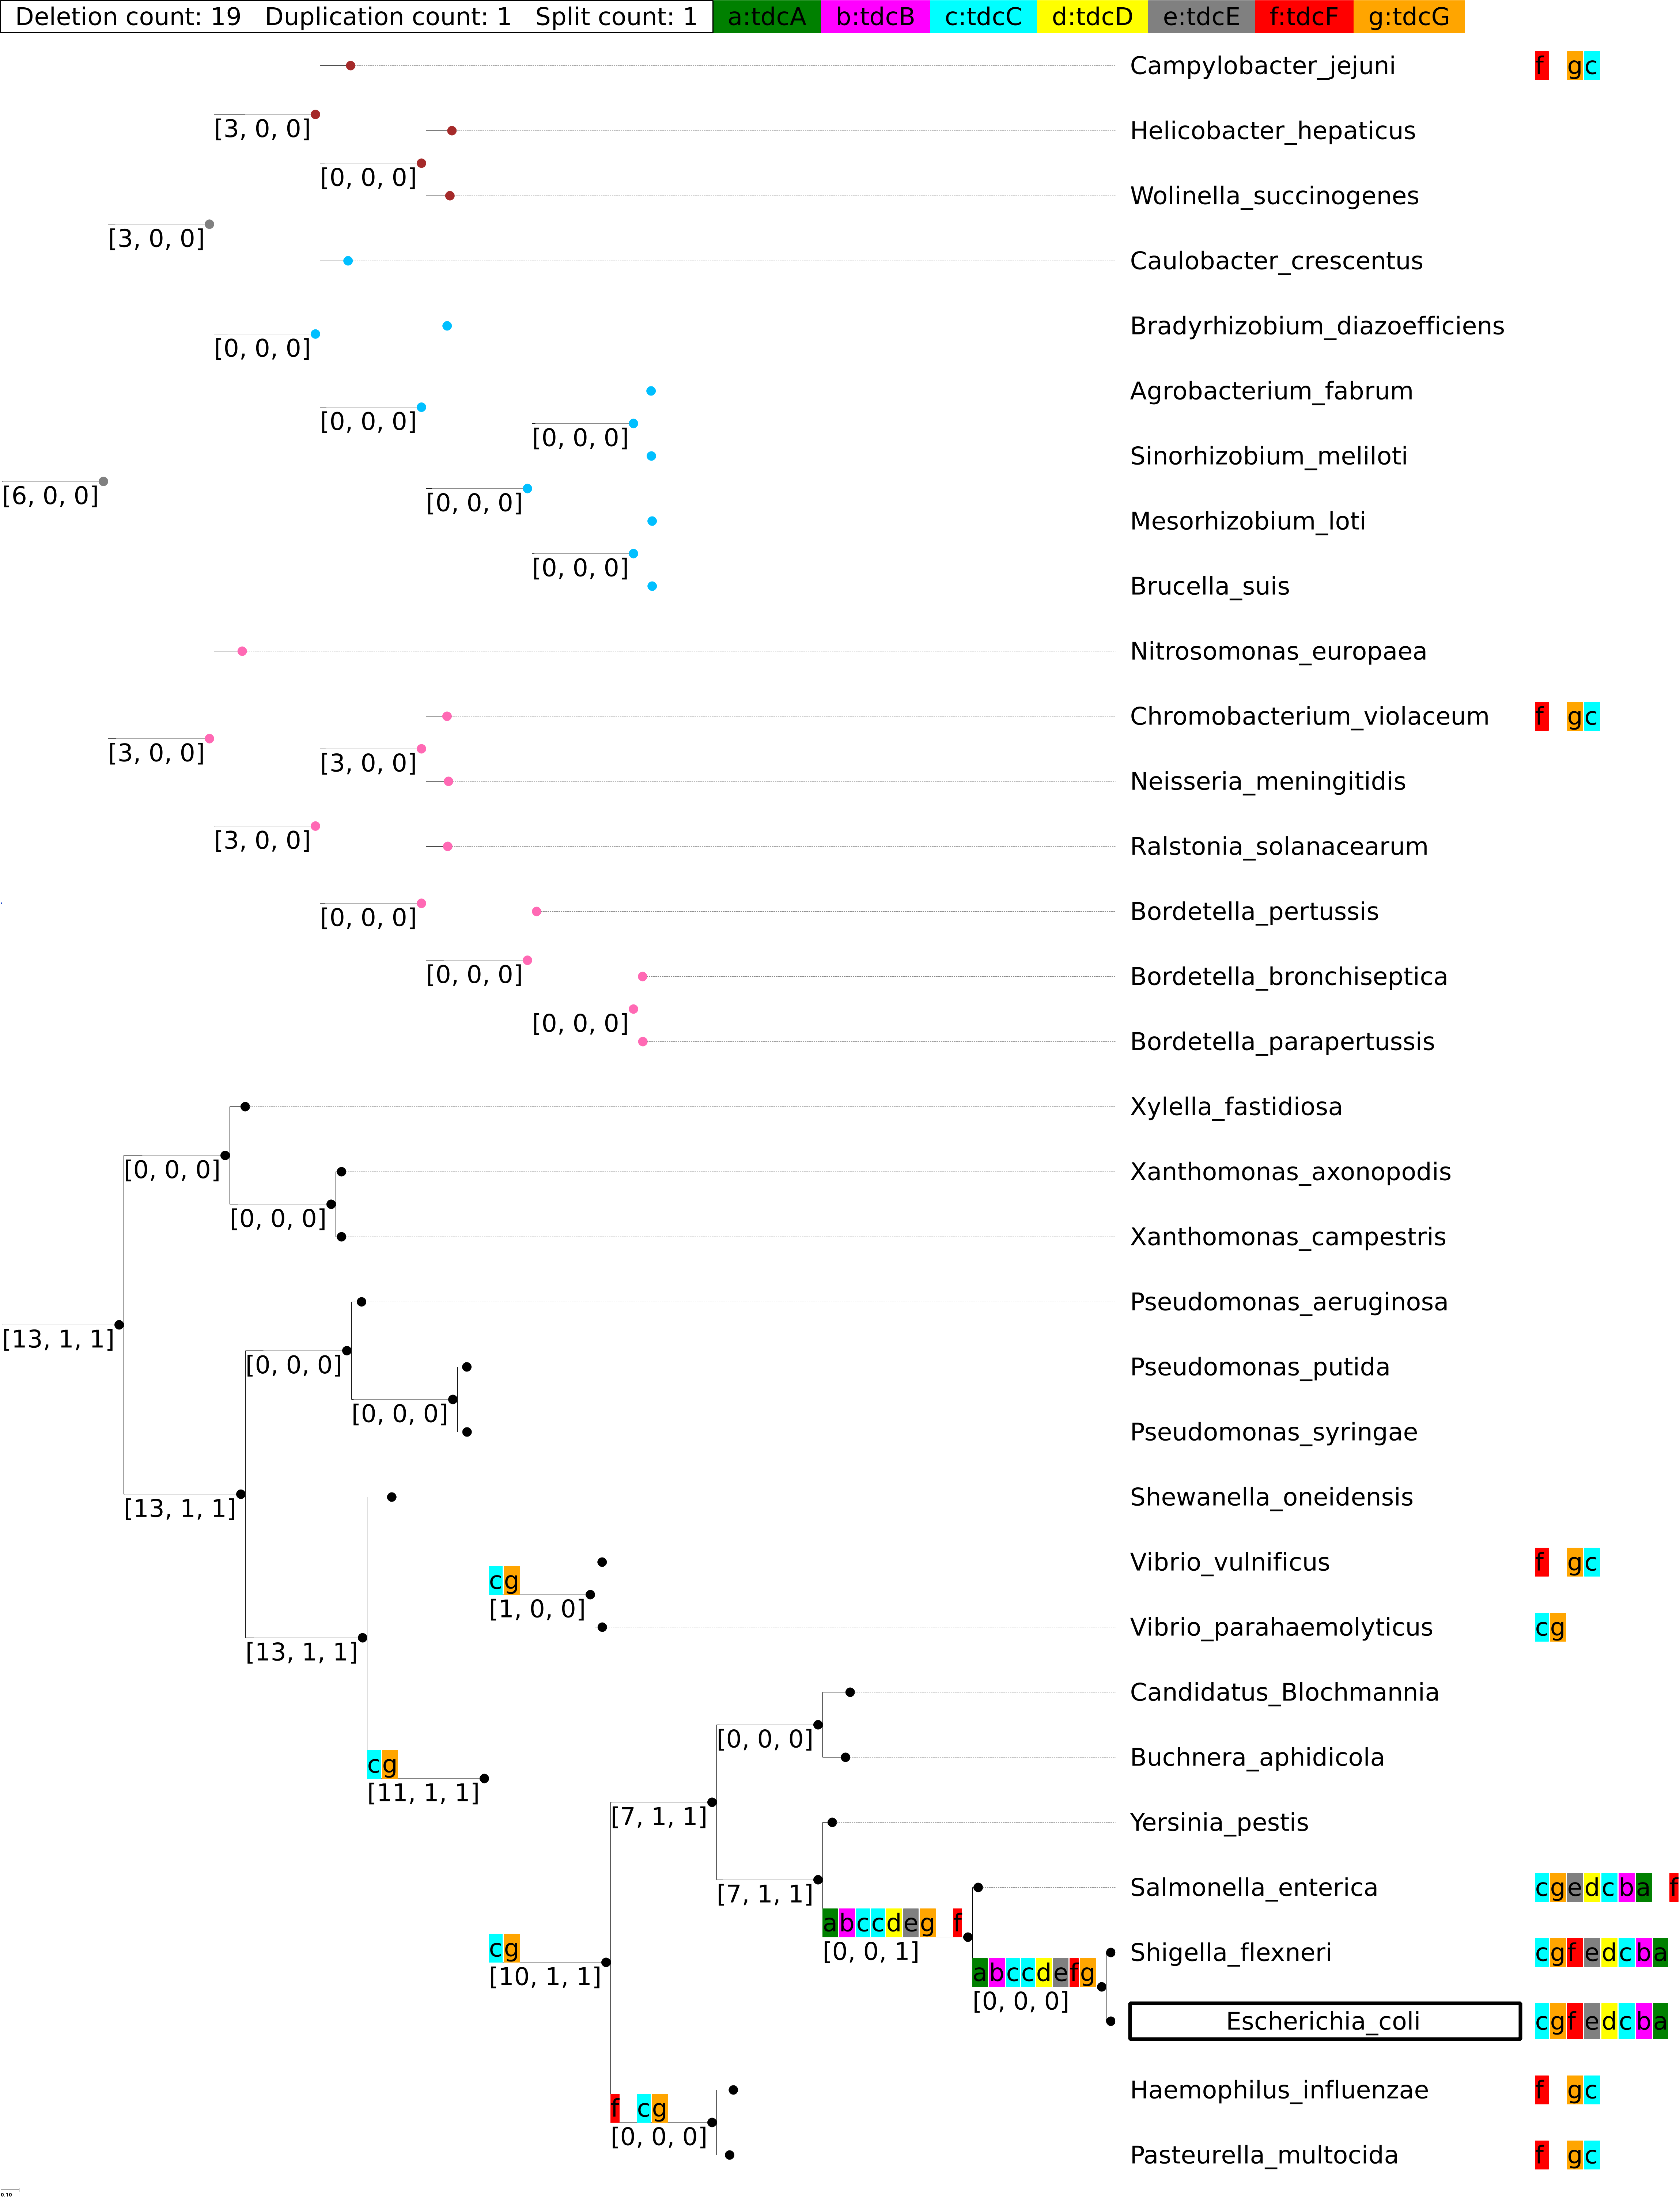 Deletion count: 19 Duplication count: 1 Split count: 1 a:tdcA b:tdcB c:tdcC d:tdcD e:tdcE f:tdcF g:tdcG
Campylobacter_jejuni f gc
[3, 0, 0]
Helicobacter_hepaticus
[0, 0, 0]
Wolinella_succinogenes
[3, 0, 0]
Caulobacter_crescentus
Bradyrhizobium_diazoefficiens
[0, 0, 0]
Agrobacterium_fabrum
[0, 0, 0]
[0, 0, 0]
Sinorhizobium_meliloti
[6, 0, 0]
[0, 0, 0]
Mesorhizobium_loti
[0, 0, 0]
Brucella_suis
Nitrosomonas_europaea
Chromobacterium_violaceum f gc
[3, 0, 0]
[3, 0, 0]
Neisseria_meningitidis
[3, 0, 0]
Ralstonia_solanacearum
[0, 0, 0]
Bordetella_pertussis
[0, 0, 0]
Bordetella_bronchiseptica
[0, 0, 0]
Bordetella_parapertussis
Xylella_fastidiosa
[0, 0, 0]
Xanthomonas_axonopodis
[0, 0, 0]
Xanthomonas_campestris
Pseudomonas_aeruginosa
[13, 1, 1]
[0, 0, 0]
Pseudomonas_putida
[0, 0, 0]
Pseudomonas_syringae
Shewanella_oneidensis
[13, 1, 1]
Vibrio_vulnificus f gc
cg
[1, 0, 0]
Vibrio_parahaemolyticus cg
[13, 1, 1]
Candidatus_Blochmannia
[0, 0, 0]
Buchnera_aphidicola
cg
[11, 1, 1]
[7, 1, 1]
Yersinia_pestis
Salmonella_enterica cgedcba f
[7, 1, 1]
abccdeg f
cg
[0, 0, 1]
Shigella_flexneri cgfedcba
[10, 1, 1]
abccdefg
[0, 0, 0]
Escherichia_coli cgfedcba
Haemophilus_influenzae f gc
f cg
[0, 0, 0]
Pasteurella_multocida f gc
0.10